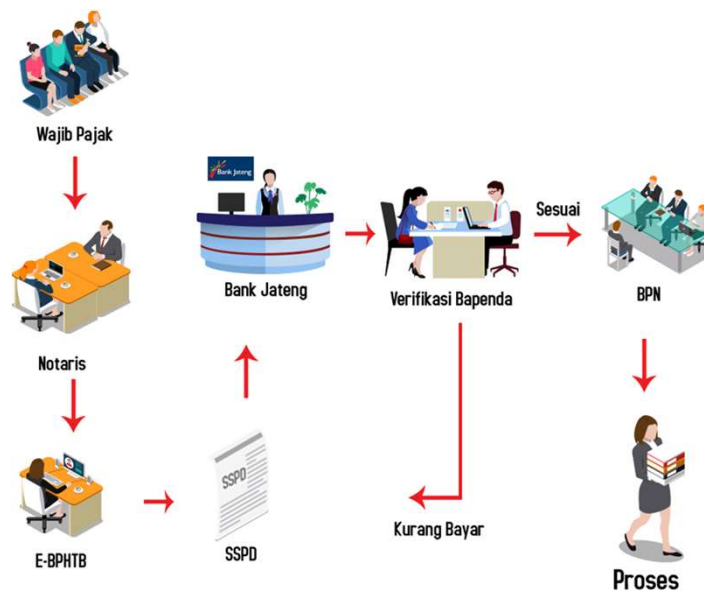 Wajib Pajak
Notaris
E-BPHTB
SSPD
SSPD
Bank Jateng
Bank Jateng
Verifikasi Bapenda
Kurang Bayar
Sesuai
BPN
Proses